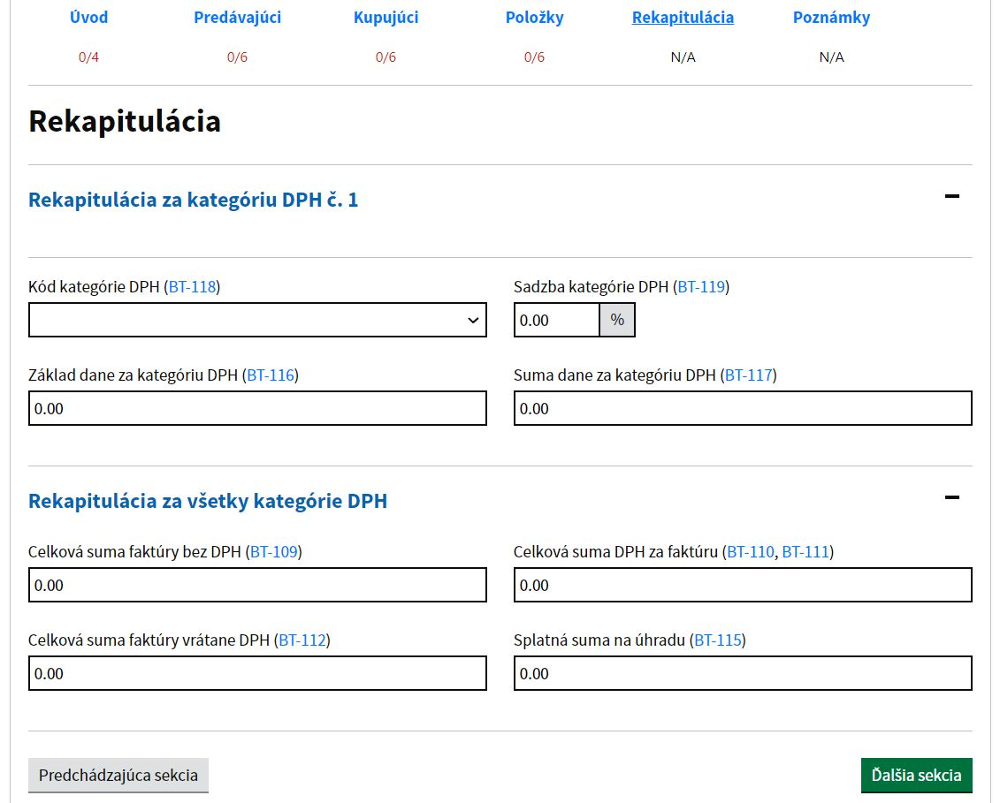 Úvod Predávajúci Kupujúci Položky Rekapitulácia Poznámky
0/4 0/6 0/6 0/6 N/A N/A
Rekapitulácia
Rekapitulácia za kategóriu DPH č. 1
Kód kategórie DPH (BT-118) Sadzba kategórie DPH (BT-119)
0.00 %
Základ dane za kategóriu DPH (BT-116) Suma dane za kategóriu DPH (BT-117)
0.00 0.00
Rekapitulácia za všetky kategórie DPH
Celková suma faktúry bez DPH (BT-109) Celková suma DPH za faktúru (BT-110, BT-111)
0.00 0.00
Celková suma faktúry vrátane DPH (BT-112) Splatná suma na úhradu (BT-115)
0.00 0.00
Predchádzajúca sekcia Ďalšia sekcia